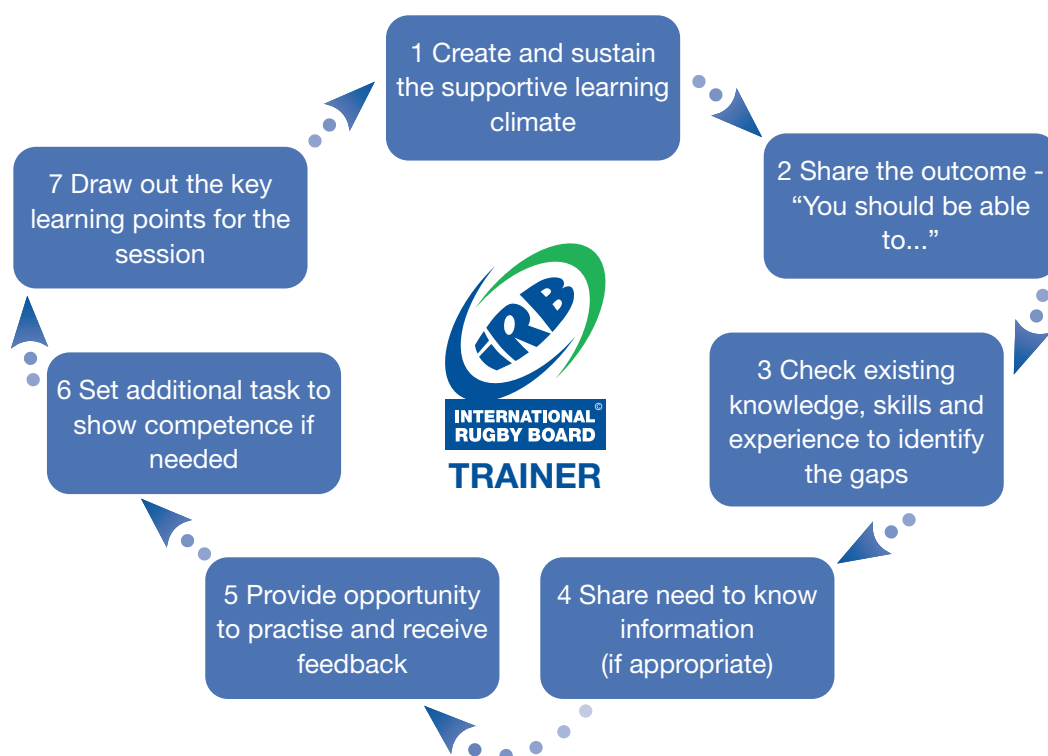 1 Create and sustain
the supportive learning
climate
2 Share the outcome -
“You should be able
to...”
3 Check existing
knowledge, skills and
experience to identify
the gaps
4 Share need to know
information
(if appropriate)
5 Provide opportunity
to practise and receive
feedback
6 Set additional task to
show competence if
needed
7 Draw out the key
learning points for the
session
iRB
INTERNATIONAL©
RUGBY BOARD
TRAINER